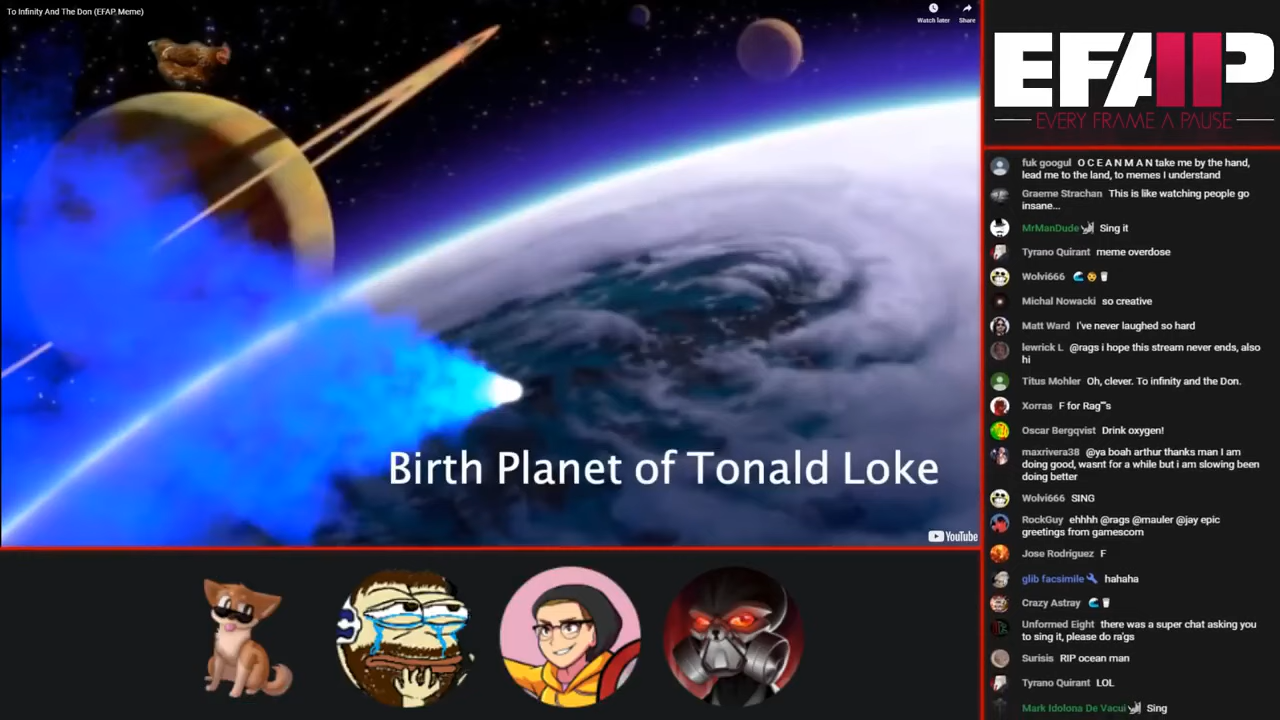 To Infinity And The Don (EFAP Meme)
Watch later
Share
Birth Planet of Tonald Loke
YouTube
EFAP
EVERY FRAME A PAUSE
fuk googul O C E A N M A N take me by the hand,
lead me to the land, to memes I understand
Graeme Strachan This is like watching people go
insane...
MrManDude Sing it
Tyrano Quirant meme overdose
Wolvi666 🌊👨🥛
Michal Nowacki so creative
Matt Ward I've never laughed so hard
lewrick L @rags i hope this stream never ends, also
hi
Titus Mohler Oh, clever. To infinity and the Don.
Xorras F for Rag"'s
Oscar Bergqvist Drink oxygen!
maxrivera38 @ya boah arthur thanks man I am
doing good, wasnt for a while but i am slowing been
doing better
Wolvi666 SING
RockGuy ehhhh @rags @mauler @jay epic
greetings from gamescom
Jose Rodriguez F
glib facsimile hahaha
Crazy Astray 🌊🥛
Unformed Eight there was a super chat asking you
to sing it, please do ra'gs
Surisis RIP ocean man
Tyrano Quirant LOL
Mark Idolona De Vacui Sing